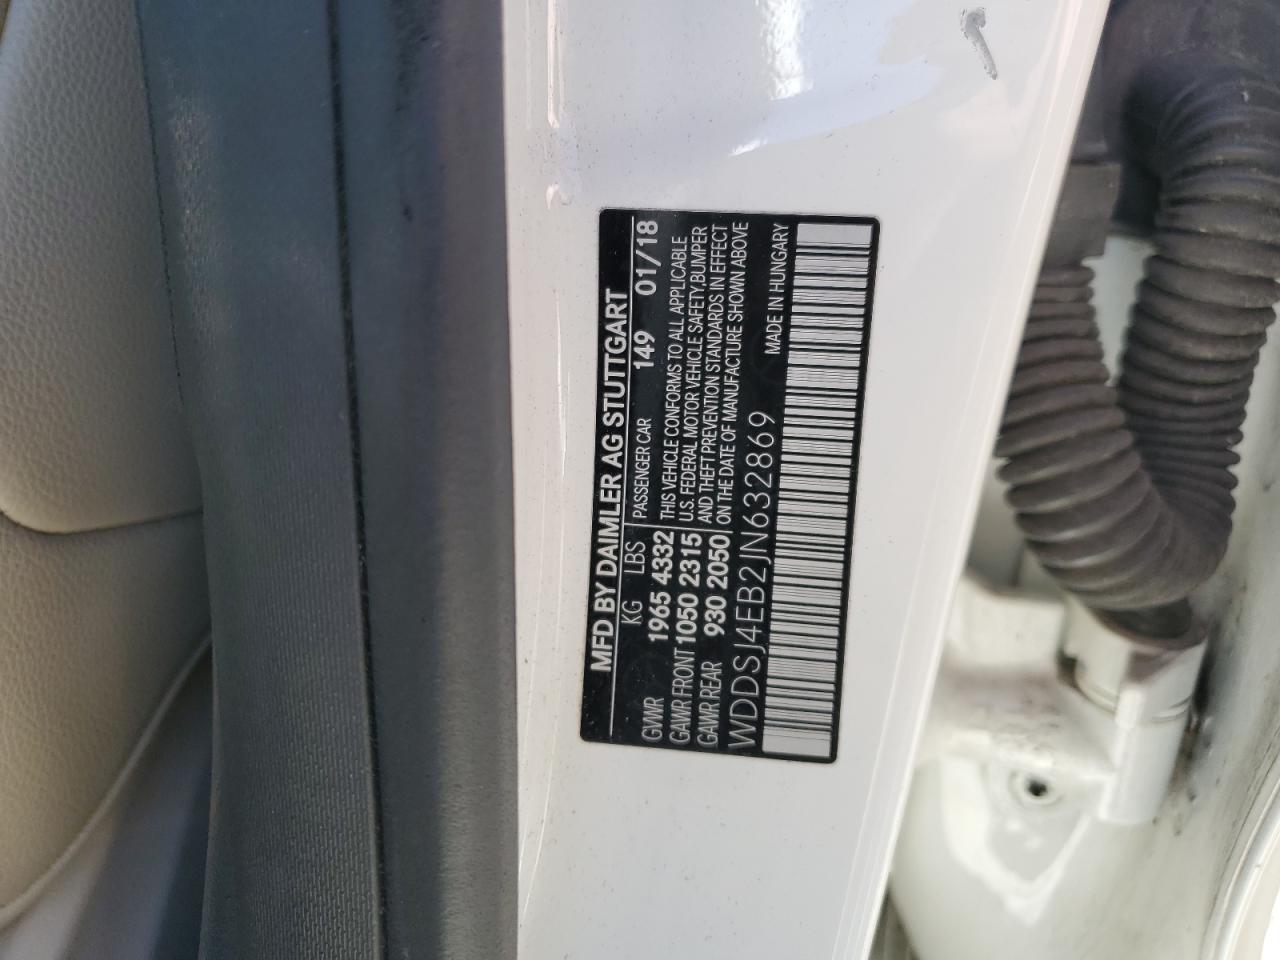 MFD BY DAIMLER AG STUTTGART
KG LBS PASSENGER CAR 149 01/18
GVWR 1965 4332 THIS VEHICLE CONFORMS TO ALL APPLICABLE
GAWR FRONT 1050 2315 U.S. FEDERAL MOTOR VEHICLE SAFETY,BUMPER
GAWR REAR 930 2050 AND THEFT PREVENTION STANDARDS IN EFFECT
ON THE DATE OF MANUFACTURE SHOWN ABOVE
WDDSJ4EB2JN632869 MADE IN HUNGARY